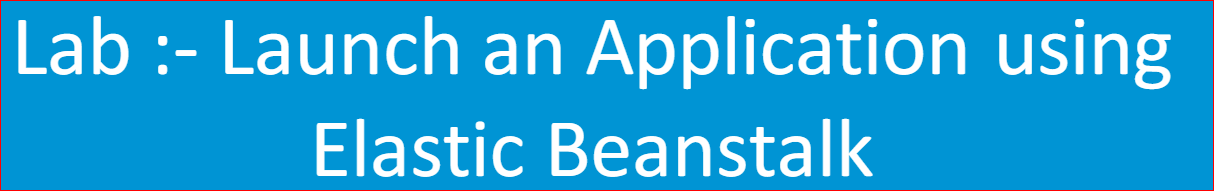 Lab :- Launch an Application using
Elastic Beanstalk